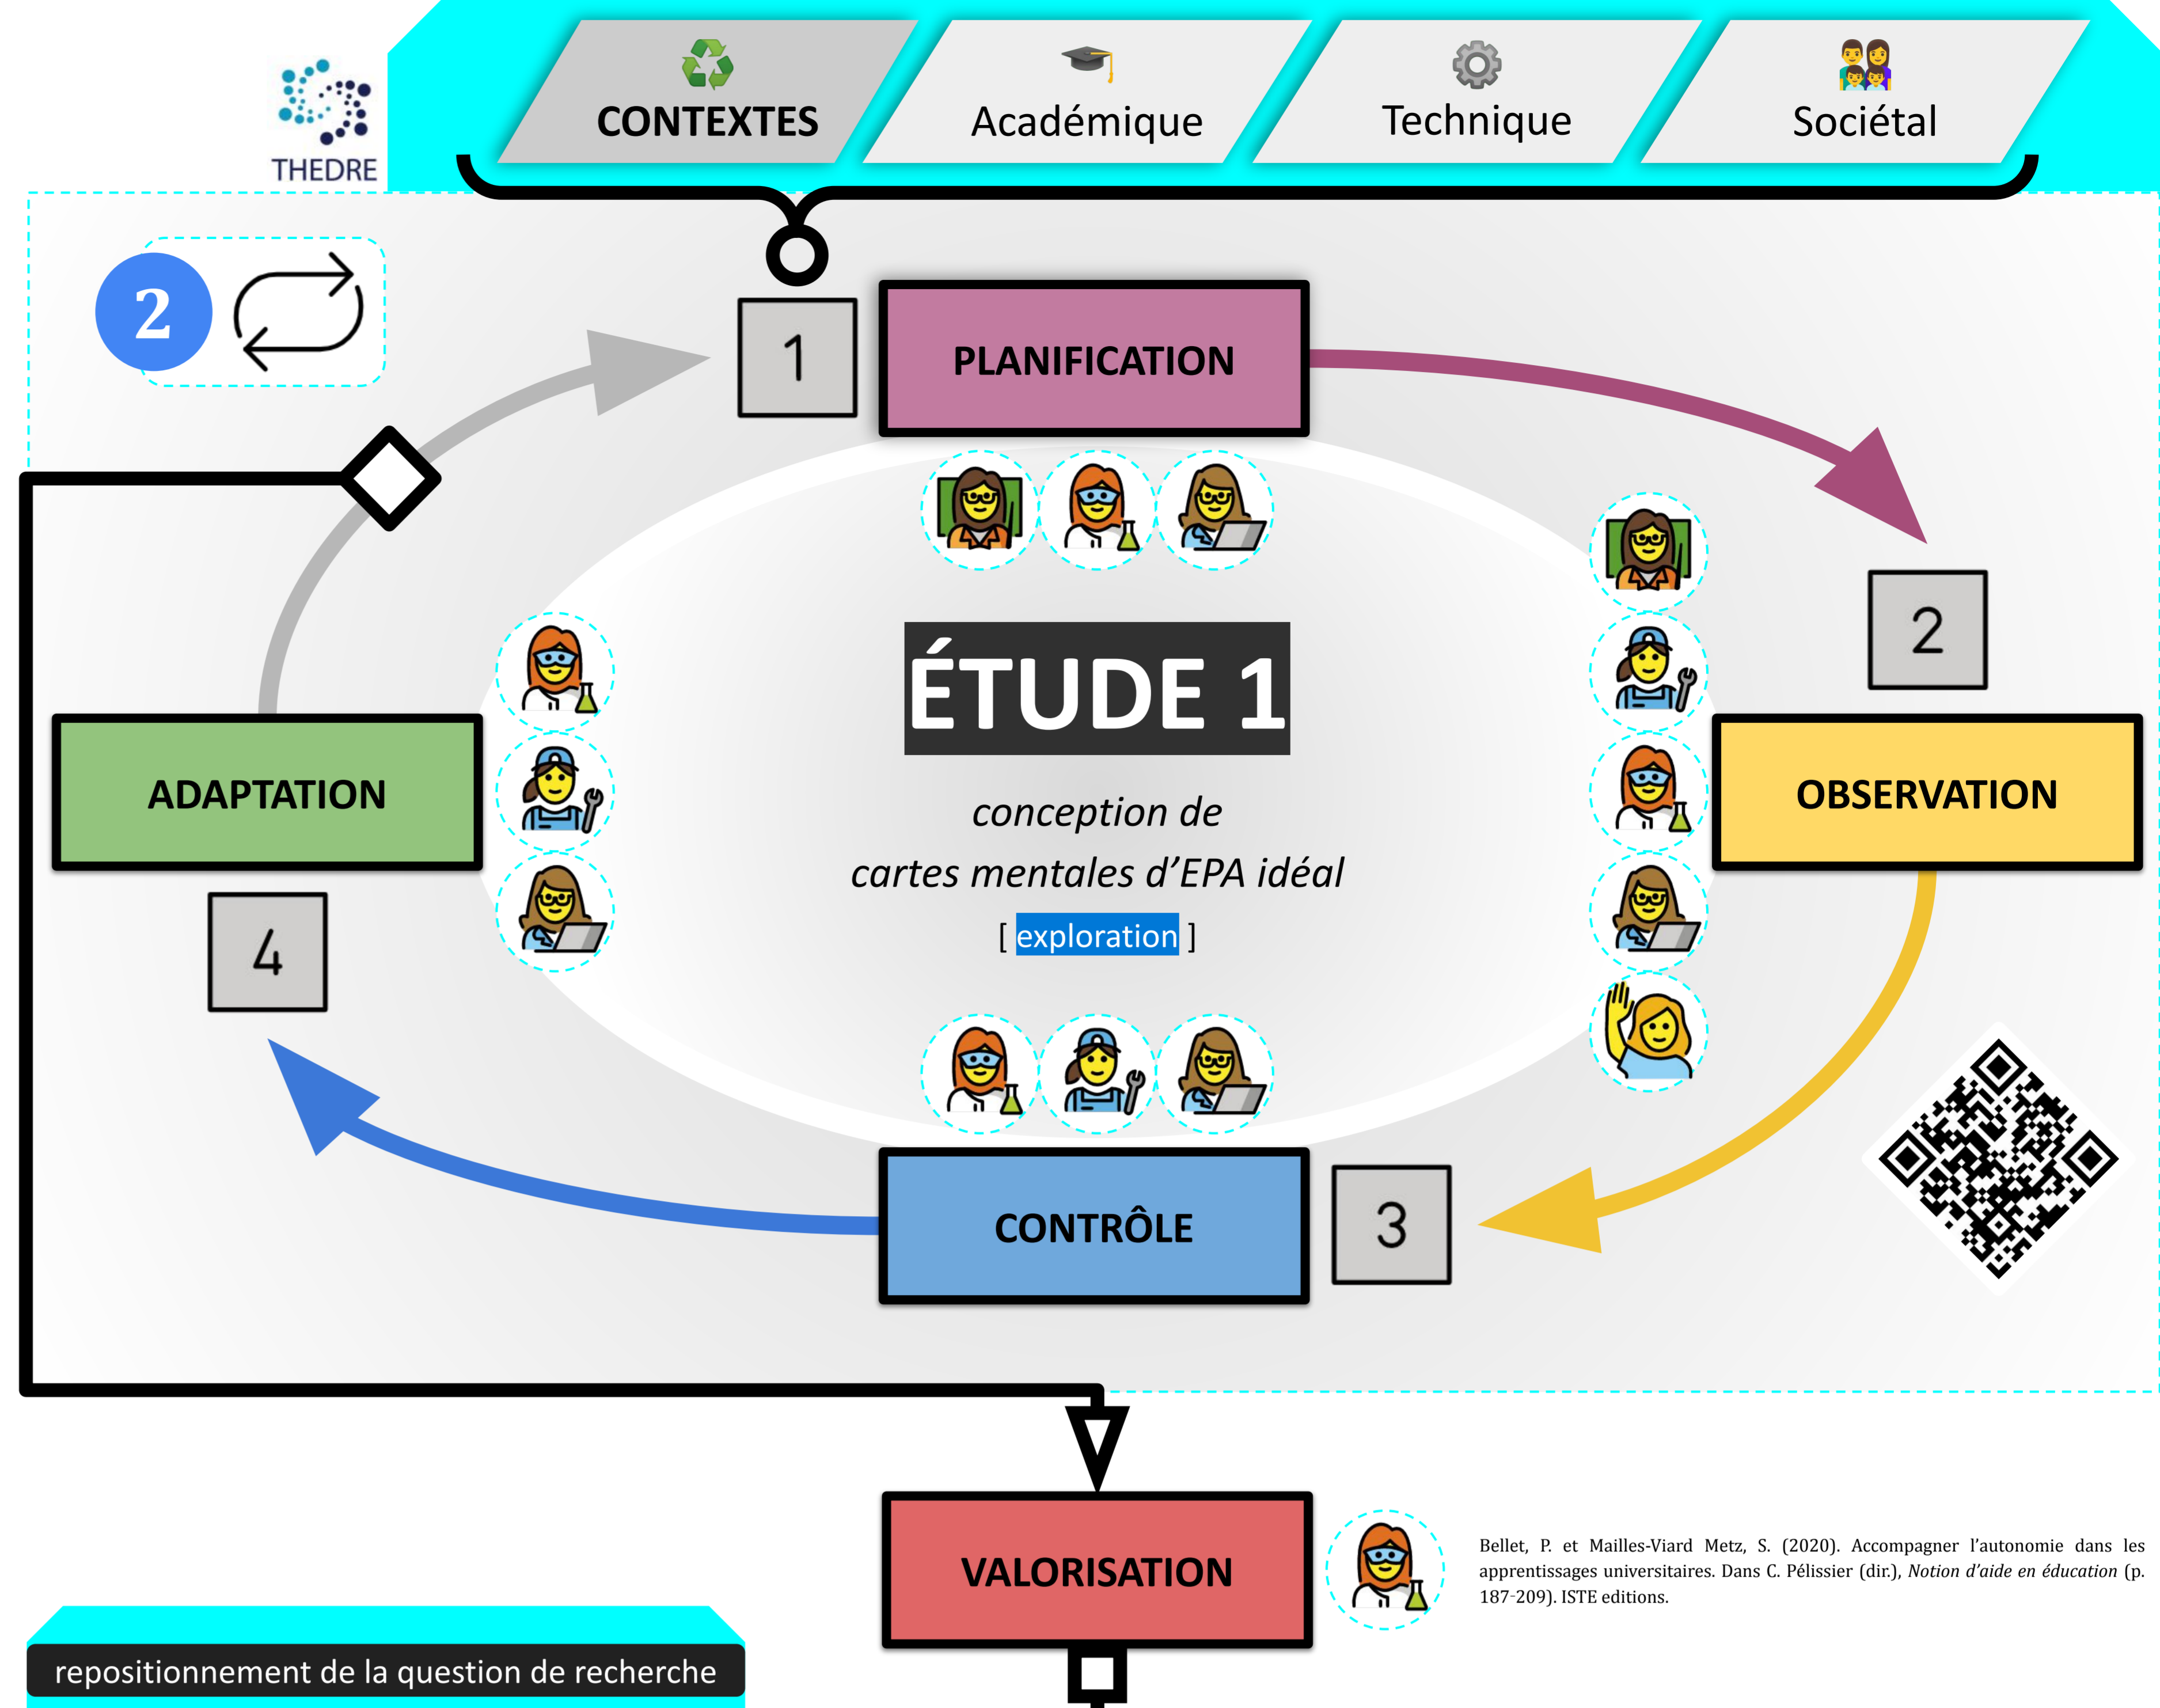 THEDRE
CONTEXTES
Académique
Technique
Sociétal
2
1
PLANIFICATION
2
ÉTUDE 1
ADAPTATION
OBSERVATION
conception de
cartes mentales d’EPA idéal
[ exploration ]
4
CONTRÔLE
3
VALORISATION
Bellet, P. et Mailles-Viard Metz, S. (2020). Accompagner l’autonomie dans les
apprentissages universitaires. Dans C. Pélissier (dir.), Notion d’aide en éducation (p.
187-209). ISTE editions.
repositionnement de la question de recherche